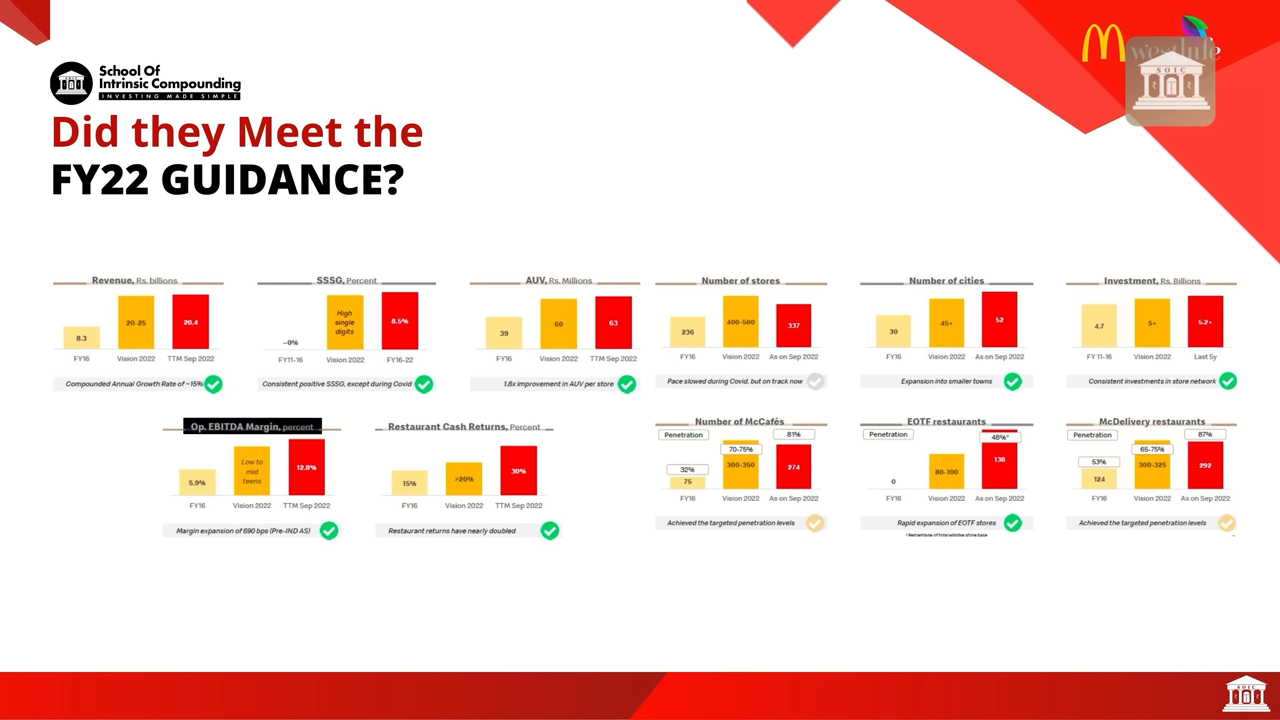 School Of
Intrinsic Compounding
INVESTING MADE SIMPLE
westlife
SOIC
Did they Meet the
FY22 GUIDANCE?
Revenue, Rs. billions
8.3
20-25
20.4
FY16
Vision 2022
TTM Sep 2022
Compounded Annual Growth Rate of ~15%
SSSG, Percent
~0%
High
single
digits
8.5%
FY11-16
Vision 2022
FY16-22
Consistent positive SSSG, except during Covid
AUV, Rs. Millions
39
60
63
FY16
Vision 2022
TTM Sep 2022
1.8x improvement in AUV per store
Number of stores
236
400-500
337
FY16
Vision 2022
As on Sep 2022
Pace slowed during Covid, but on track now
Number of cities
30
45+
52
FY16
Vision 2022
As on Sep 2022
Expansion into smaller towns
Investment, Rs. Billions
4.7
5+
5.2+
FY 11-16
Vision 2022
Last 5y
Consistent investments in store network
Op. EBITDA Margin, percent
5.9%
Low to
mid
teens
12.8%
FY16
Vision 2022
TTM Sep 2022
Margin expansion of 690 bps (Pre-IND AS)
Restaurant Cash Returns, Percent
15%
>20%
30%
FY16
Vision 2022
TTM Sep 2022
Restaurant returns have nearly doubled
Number of McCafés
Penetration
32%
70-75%
81%
75
300-350
274
FY16
Vision 2022
As on Sep 2022
Achieved the targeted penetration levels
EOTF restaurants
Penetration
48%*
0
80-100
138
FY16
Vision 2022
As on Sep 2022
Rapid expansion of EOTF stores
* Percentage of total eligible store base
McDelivery restaurants
Penetration
53%
65-75%
87%
124
300-325
292
FY16
Vision 2022
As on Sep 2022
Achieved the targeted penetration levels
SOIC